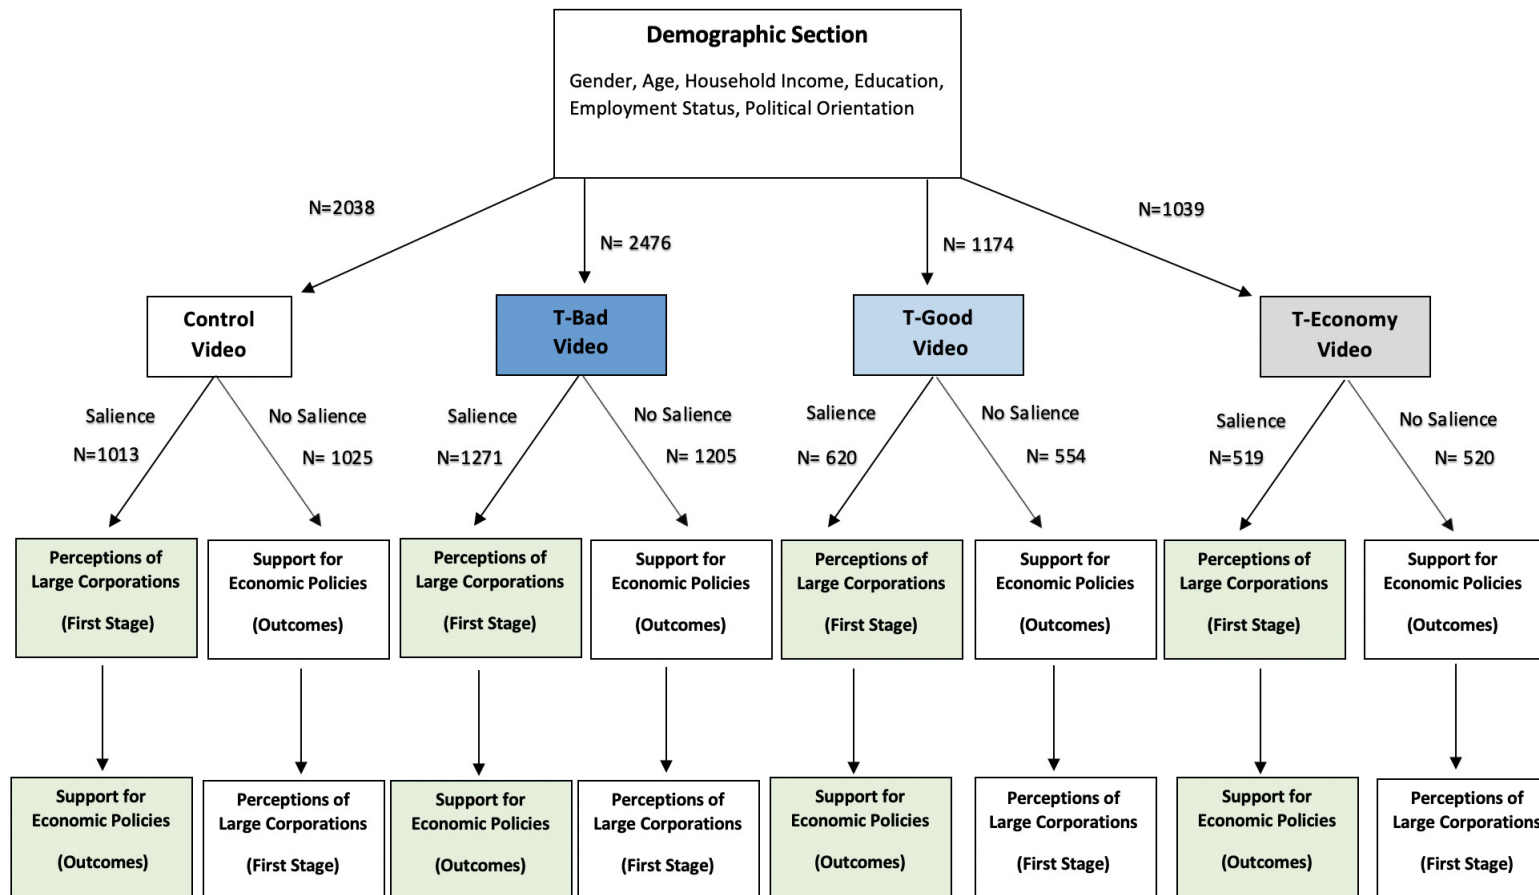 Demographic Section
Gender, Age, Household Income, Education,
Employment Status, Political Orientation
N=2038
N= 2476
N= 1174
N=1039
Control
Video
T-Bad
Video
T-Good
Video
T-Economy
Video
Salience
No Salience
Salience
No Salience
Salience
No Salience
Salience
No Salience
N=1013
N= 1025
N=1271
N= 1205
N= 620
N= 554
N=519
N= 520
Perceptions of
Large Corporations
(First Stage)
Support for
Economic Policies
(Outcomes)
Perceptions of
Large Corporations
(First Stage)
Support for
Economic Policies
(Outcomes)
Perceptions of
Large Corporations
(First Stage)
Support for
Economic Policies
(Outcomes)
Perceptions of
Large Corporations
(First Stage)
Support for
Economic Policies
(Outcomes)
Support for
Economic Policies
(Outcomes)
Perceptions of
Large Corporations
(First Stage)
Support for
Economic Policies
(Outcomes)
Perceptions of
Large Corporations
(First Stage)
Support for
Economic Policies
(Outcomes)
Perceptions of
Large Corporations
(First Stage)
Support for
Economic Policies
(Outcomes)
Perceptions of
Large Corporations
(First Stage)